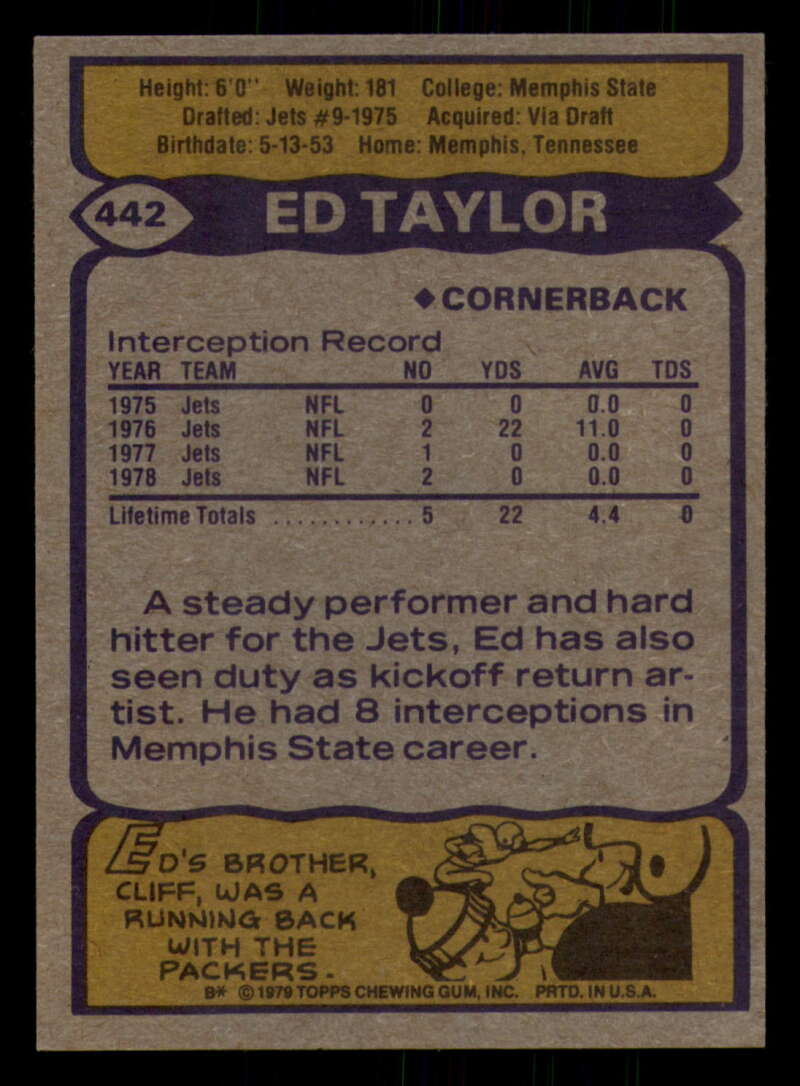 Height: 6'0" Weight: 181 College: Memphis State
Drafted: Jets #9-1975 Acquired: Via Draft
Birthdate: 5-13-53 Home: Memphis, Tennessee
442 ED TAYLOR
♦ CORNERBACK
Interception Record
YEAR TEAM NO YDS AVG TDS
1975 Jets NFL 0 0 0.0 0
1976 Jets NFL 2 22 11.0 0
1977 Jets NFL 1 0 0.0 0
1978 Jets NFL 2 0 0.0 0
Lifetime Totals ............ 5 22 4.4 0
A steady performer and hard
hitter for the Jets, Ed has also
seen duty as kickoff return ar-
tist. He had 8 interceptions in
Memphis State career.
ED'S BROTHER,
CLIFF, WAS A
RUNNING BACK
WITH THE
PACKERS.
B* © 1979 TOPPS CHEWING GUM, INC. PRTD. IN U.S.A.